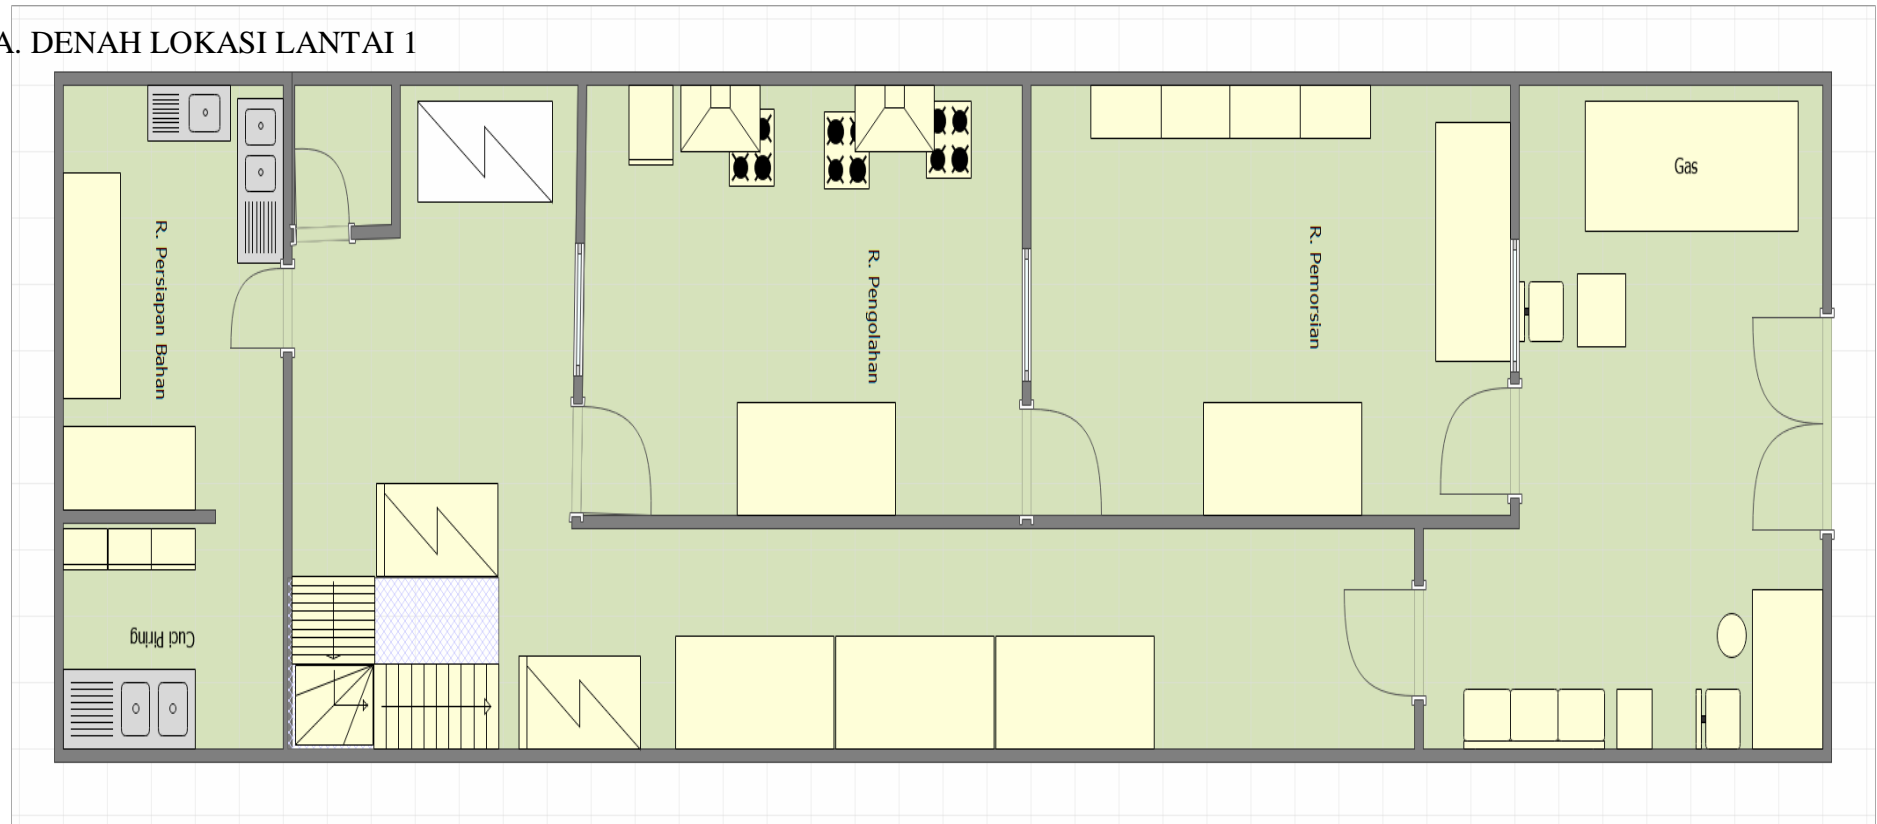 A. DENAH LOKASI LANTAI 1
Gas
R. Persiapan Bahan
R. Pengolahan
R. Pemorsian
Cuci Piring